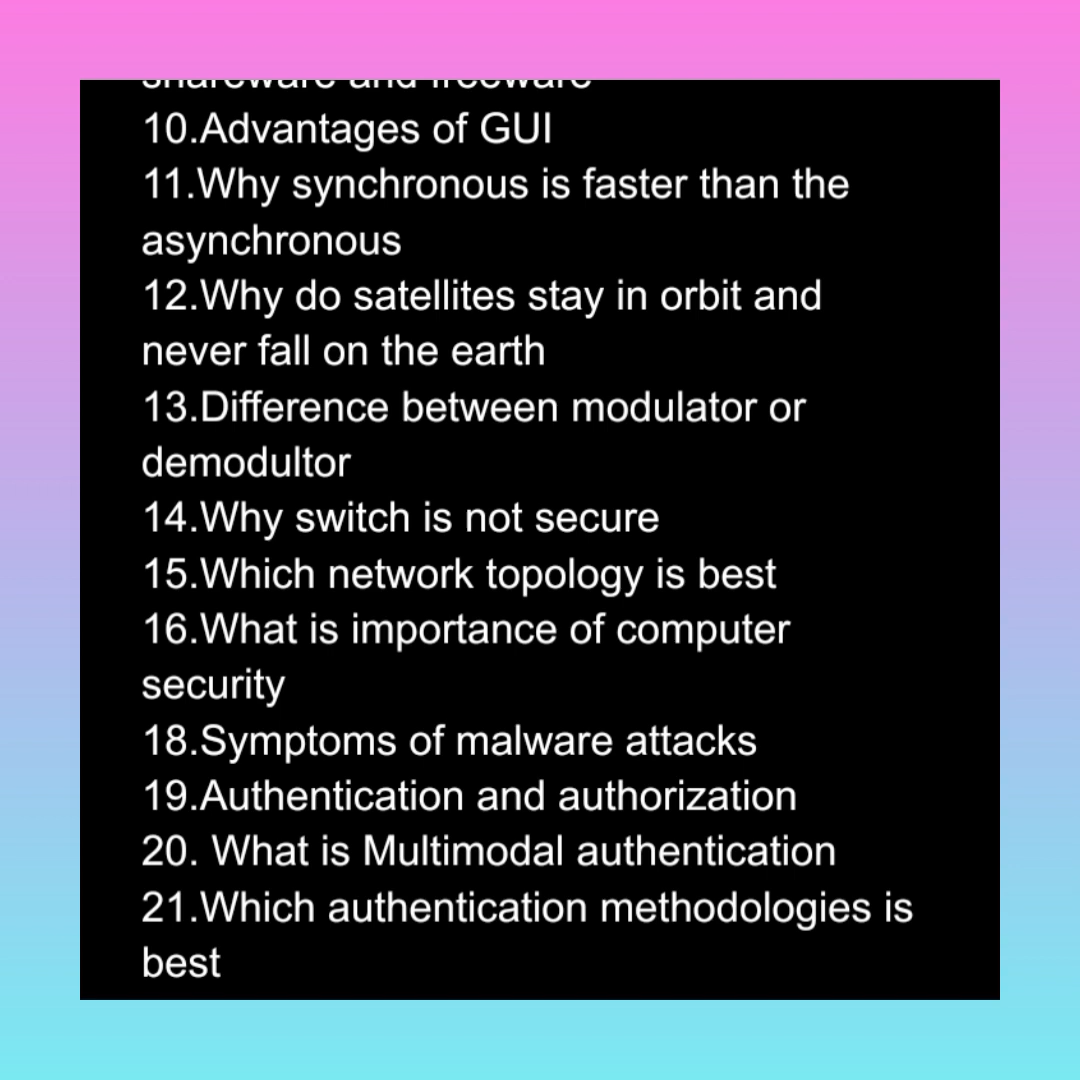 shareware and freeware
10.Advantages of GUI
11.Why synchronous is faster than the
asynchronous
12.Why do satellites stay in orbit and
never fall on the earth
13.Difference between modulator or
demodultor
14.Why switch is not secure
15.Which network topology is best
16.What is importance of computer
security
18.Symptoms of malware attacks
19.Authentication and authorization
20. What is Multimodal authentication
21.Which authentication methodologies is
best